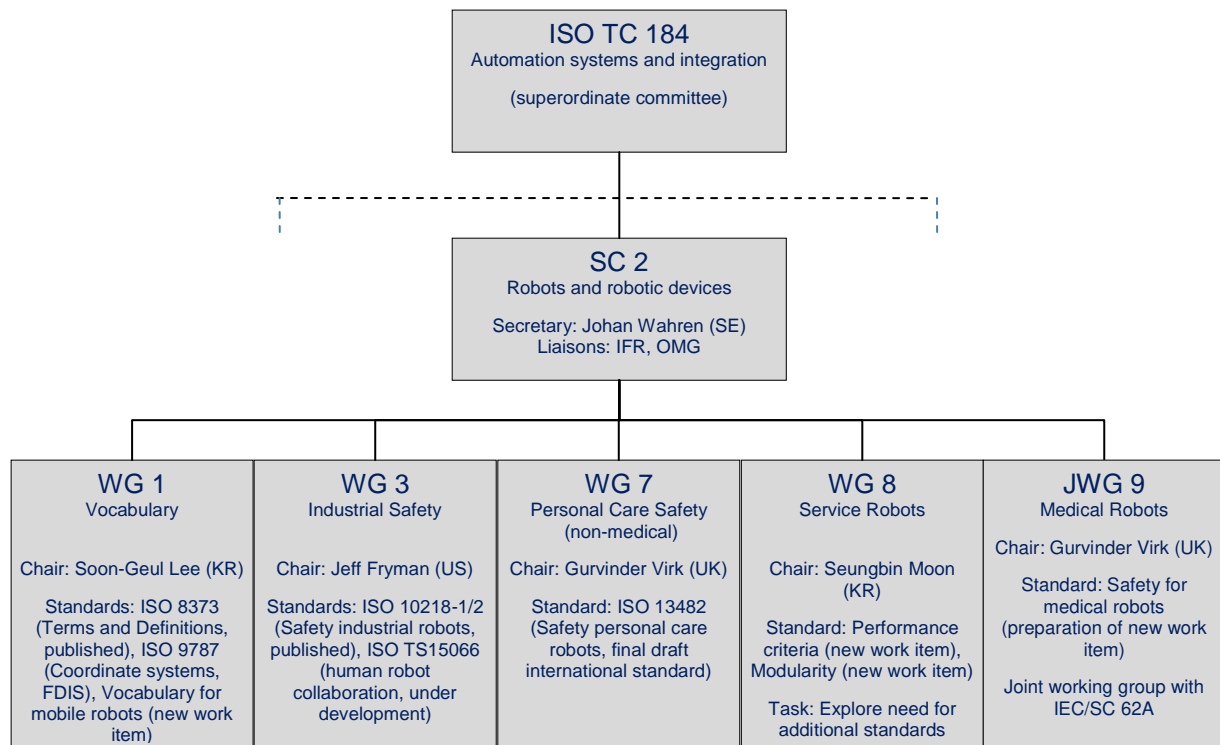 ISO TC 184
Automation systems and integration
(superordinate committee)
SC 2
Robots and robotic devices
Secretary: Johan Wahren (SE)
Liaisons: IFR, OMG
WG 1
Vocabulary
Chair: Soon-Geul Lee (KR)
Standards: ISO 8373
(Terms and Definitions,
published), ISO 9787
(Coordinate systems,
FDIS), Vocabulary for
mobile robots (new work
item)
WG 3
Industrial Safety
Chair: Jeff Fryman (US)
Standards: ISO 10218-1/2
(Safety industrial robots,
published), ISO TS15066
(human robot
collaboration, under
development)
WG 7
Personal Care Safety
(non-medical)
Chair: Gurvinder Virk (UK)
Standard: ISO 13482
(Safety personal care
robots, final draft
international standard)
WG 8
Service Robots
Chair: Seungbin Moon
(KR)
Standard: Performance
criteria (new work item),
Modularity (new work item)
Task: Explore need for
additional standards
JWG 9
Medical Robots
Chair: Gurvinder Virk (UK)
Standard: Safety for
medical robots
(preparation of new work
item)
Joint working group with
IEC/SC 62A